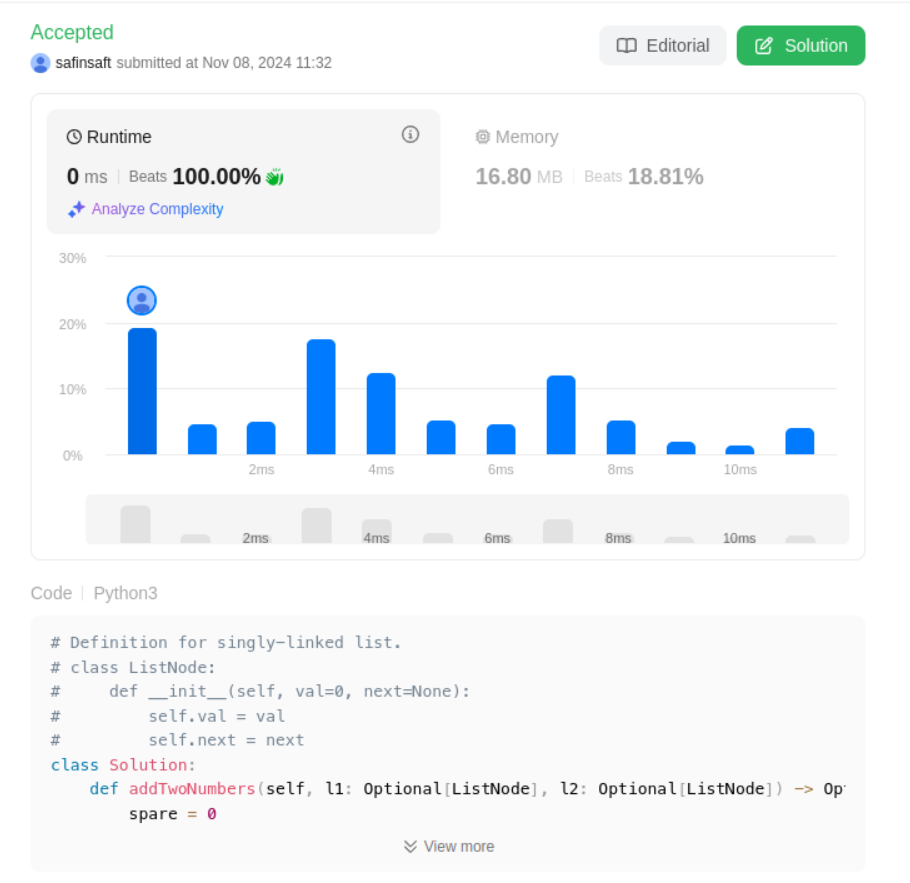 Accepted
Editorial
Solution
safinsaft submitted at Nov 08, 2024 11:32
Runtime
0 ms | Beats 100.00%
Analyze Complexity
Memory
16.80 MB | Beats 18.81%
30%
20%
10%
0%
2ms 4ms 6ms 8ms 10ms
2ms 4ms 6ms 8ms 10ms
Code | Python3
# Definition for singly-linked list.
# class ListNode:
#     def __init__(self, val=0, next=None):
#         self.val = val
#         self.next = next
class Solution:
    def addTwoNumbers(self, l1: Optional[ListNode], l2: Optional[ListNode]) -> Op
        spare = 0
View more